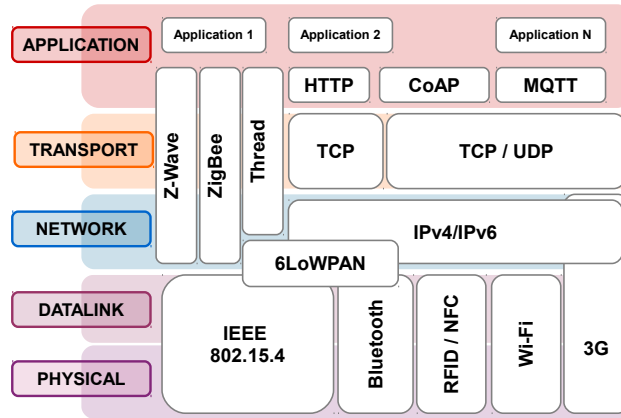 APPLICATION
Application 1
Application 2
Application N
HTTP
CoAP
MQTT
Z-Wave
ZigBee
Thread
TRANSPORT
TCP
TCP / UDP
NETWORK
IPv4/IPv6
6LoWPAN
DATALINK
IEEE
802.15.4
Bluetooth
RFID / NFC
Wi-Fi
3G
PHYSICAL